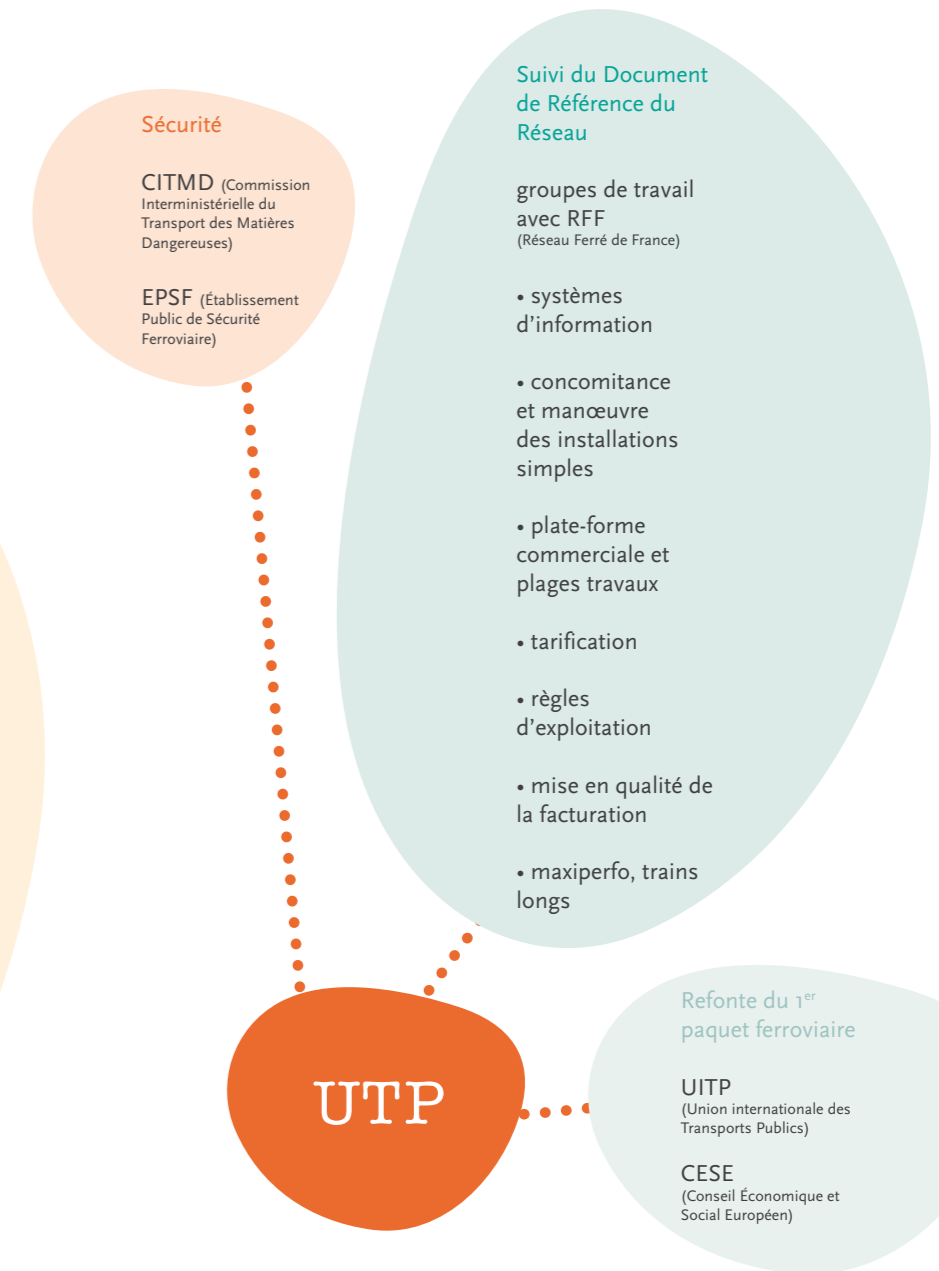 Sécurité
CITMD (Commission
Interministérielle du
Transport des Matières
Dangereuses)
EPSF (Établissement
Public de Sécurité
Ferroviaire)
Suivi du Document
de Référence du
Réseau
groupes de travail
avec RFF
(Réseau Ferré de France)
• systèmes
d’information
• concomitance
et manœuvre
des installations
simples
• plate-forme
commerciale et
plages travaux
• tarification
• règles
d’exploitation
• mise en qualité de
la facturation
• maxiperfo, trains
longs
UTP
Refonte du 1er
paquet ferroviaire
UITP
(Union internationale des
Transports Publics)
CESE
(Conseil Économique et
Social Européen)